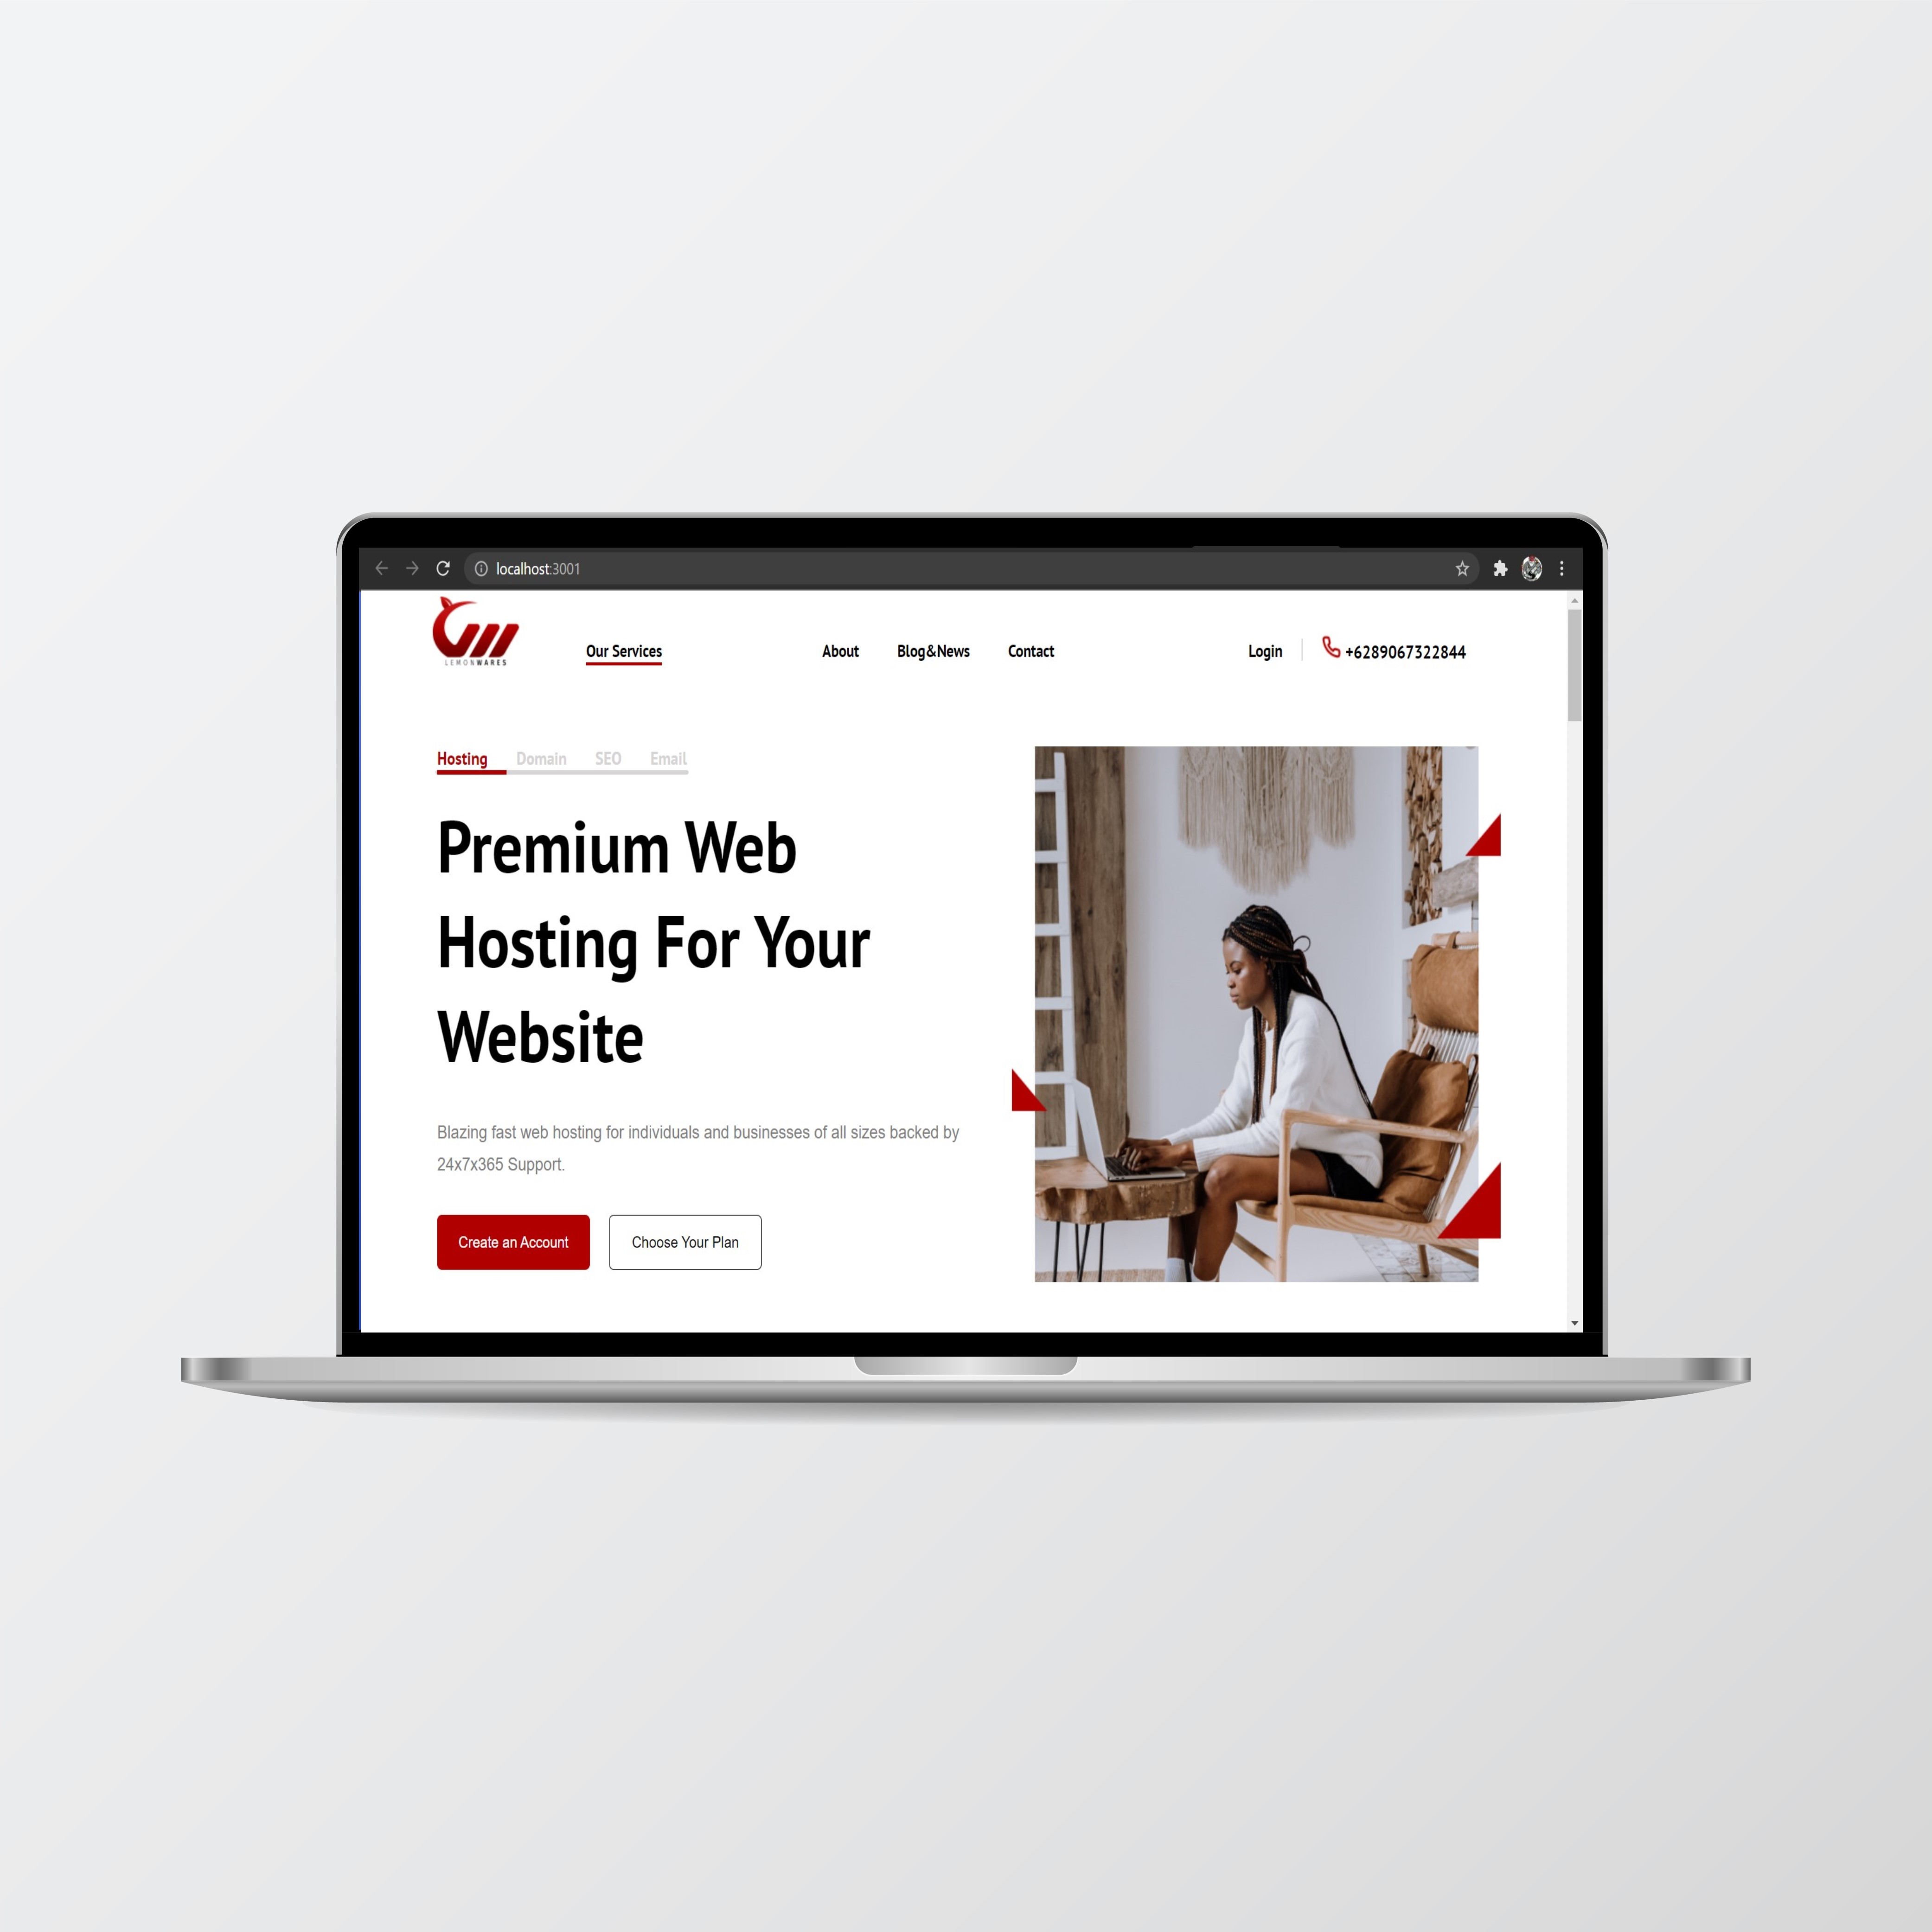 localhost:3001
LEMONWARES
Our Services
About
Blog&News
Contact
Login
+6289067322844
Hosting
Domain
SEO
Email
Premium Web
Hosting For Your
Website
Blazing fast web hosting for individuals and businesses of all sizes backed by
24x7x365 Support.
Create an Account
Choose Your Plan